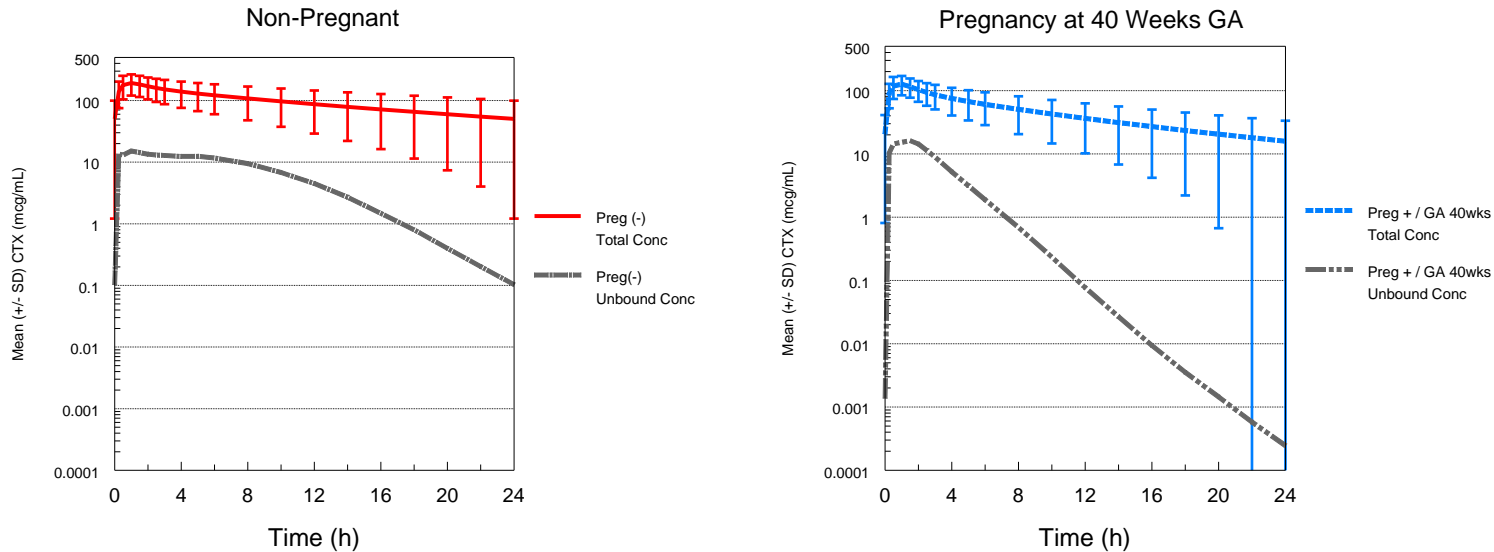 Non-Pregnant
Mean (+/- SD) CTX (mcg/mL)
500
100
10
1
0.1
0.01
0.001
0.0001
0 4 8 12 16 20 24
Time (h)
Preg (-)
Total Conc
Preg(-)
Unbound Conc
Pregnancy at 40 Weeks GA
Mean (+/- SD) CTX (mcg/mL)
500
100
10
1
0.1
0.01
0.001
0.0001
0 4 8 12 16 20 24
Time (h)
Preg + / GA 40wks
Total Conc
Preg + / GA 40wks
Unbound Conc